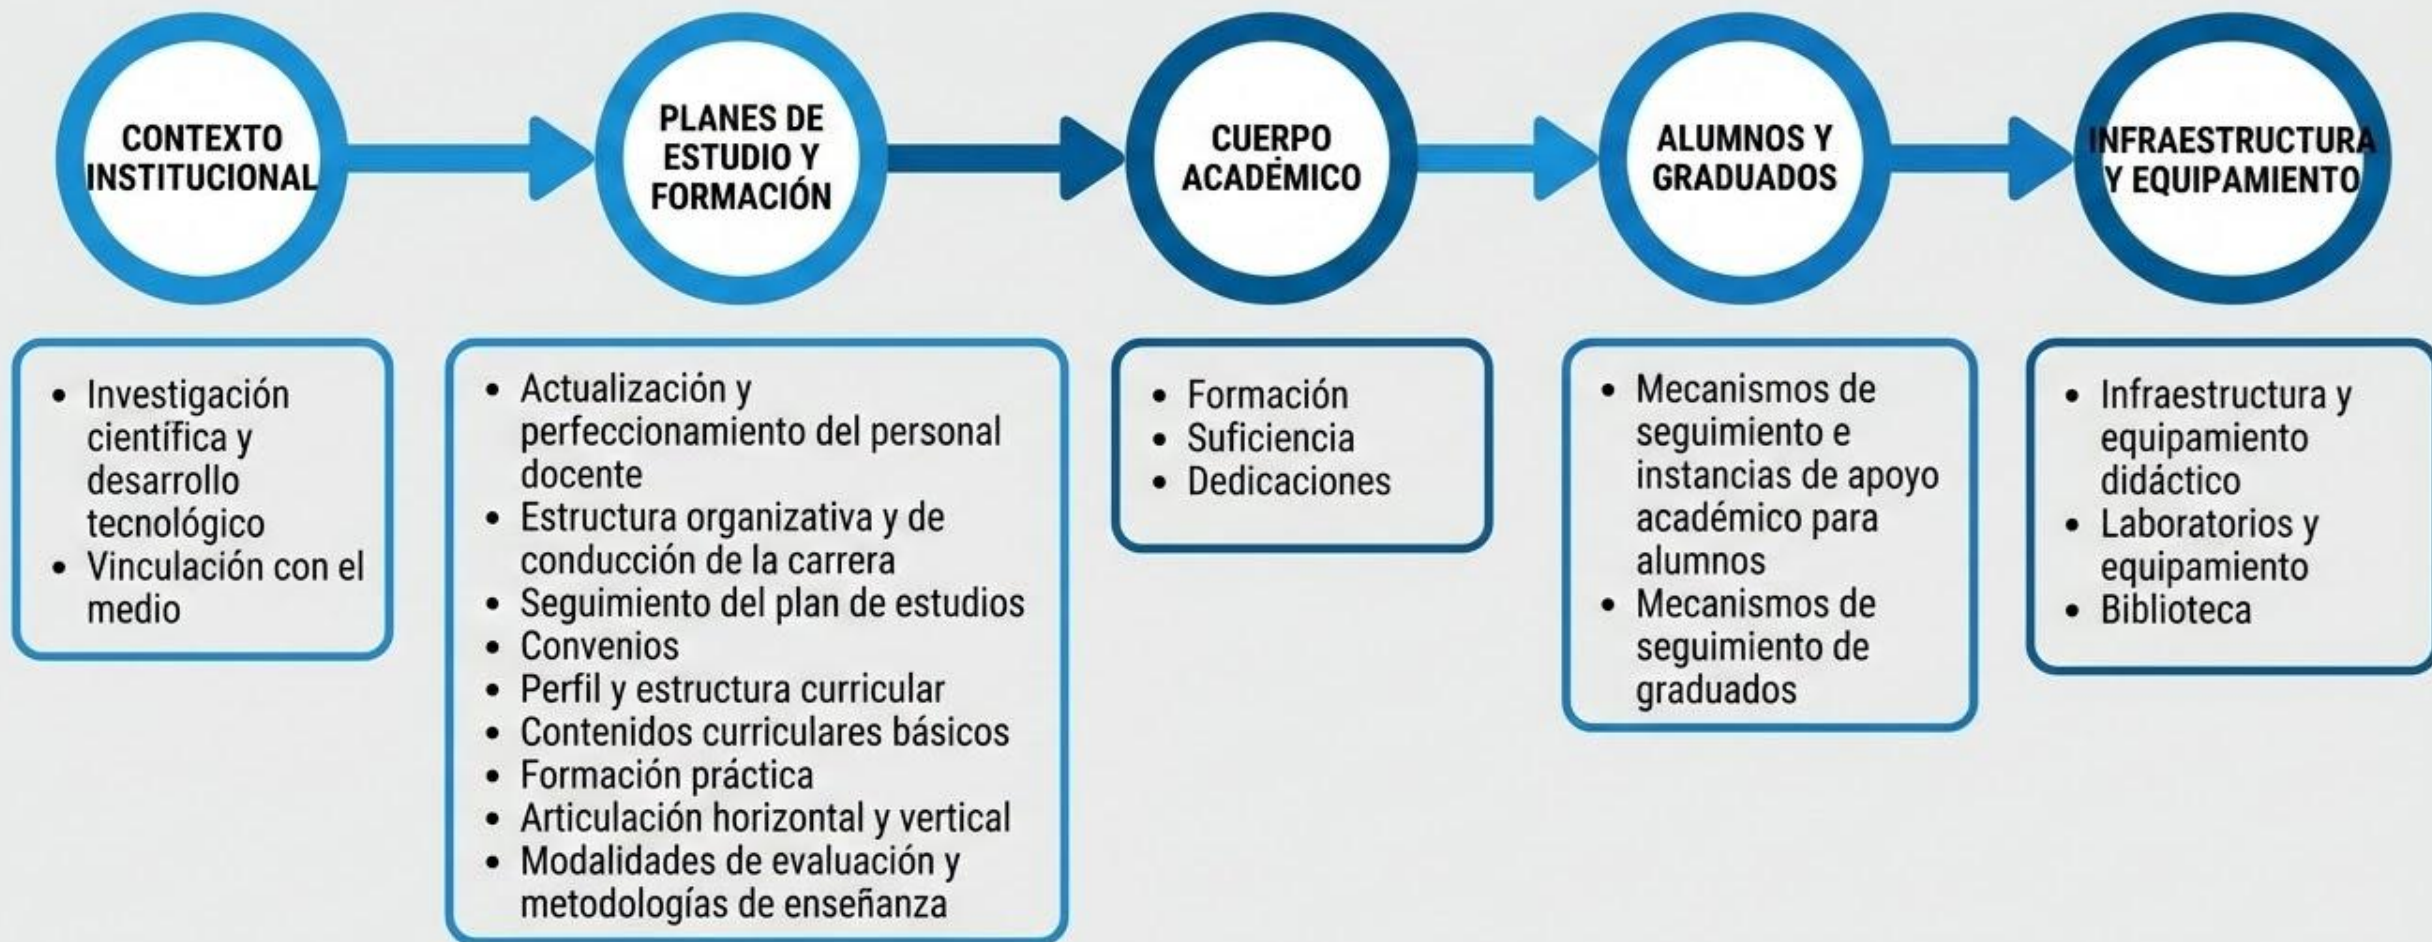 CONTEXTO
INSTITUCIONAL
PLANES DE
ESTUDIO Y
FORMACIÓN
CUERPO
ACADÉMICO
ALUMNOS Y
GRADUADOS
INFRAESTRUCTURA
Y EQUIPAMIENTO
• Investigación
científica y
desarrollo
tecnológico
• Vinculación con el
medio
• Actualización y
perfeccionamiento del personal
docente
• Estructura organizativa y de
conducción de la carrera
• Seguimiento del plan de estudios
• Convenios
• Perfil y estructura curricular
• Contenidos curriculares básicos
• Formación práctica
• Articulación horizontal y vertical
• Modalidades de evaluación y
metodologías de enseñanza
• Formación
• Suficiencia
• Dedicaciones
• Mecanismos de
seguimiento e
instancias de apoyo
académico para
alumnos
• Mecanismos de
seguimiento de
graduados
• Infraestructura y
equipamiento
didáctico
• Laboratorios y
equipamiento
• Biblioteca